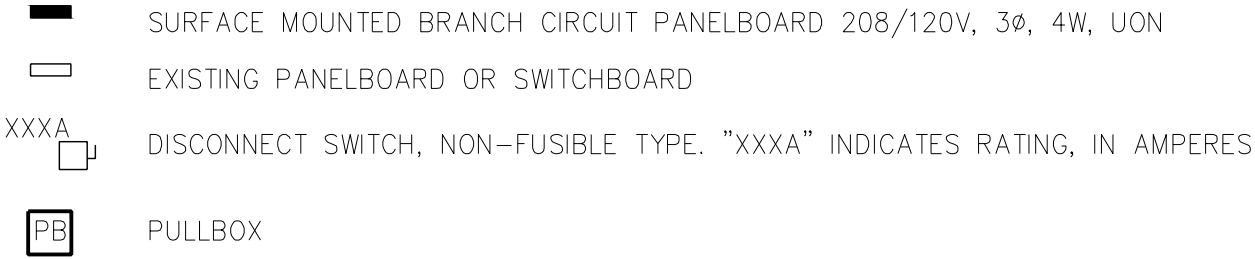 SURFACE MOUNTED BRANCH CIRCUIT PANELBOARD 208/120V, 3Ø, 4W, UON
EXISTING PANELBOARD OR SWITCHBOARD
XXXA DISCONNECT SWITCH, NON-FUSIBLE TYPE. "XXXA" INDICATES RATING, IN AMPERES
PB PULLBOX